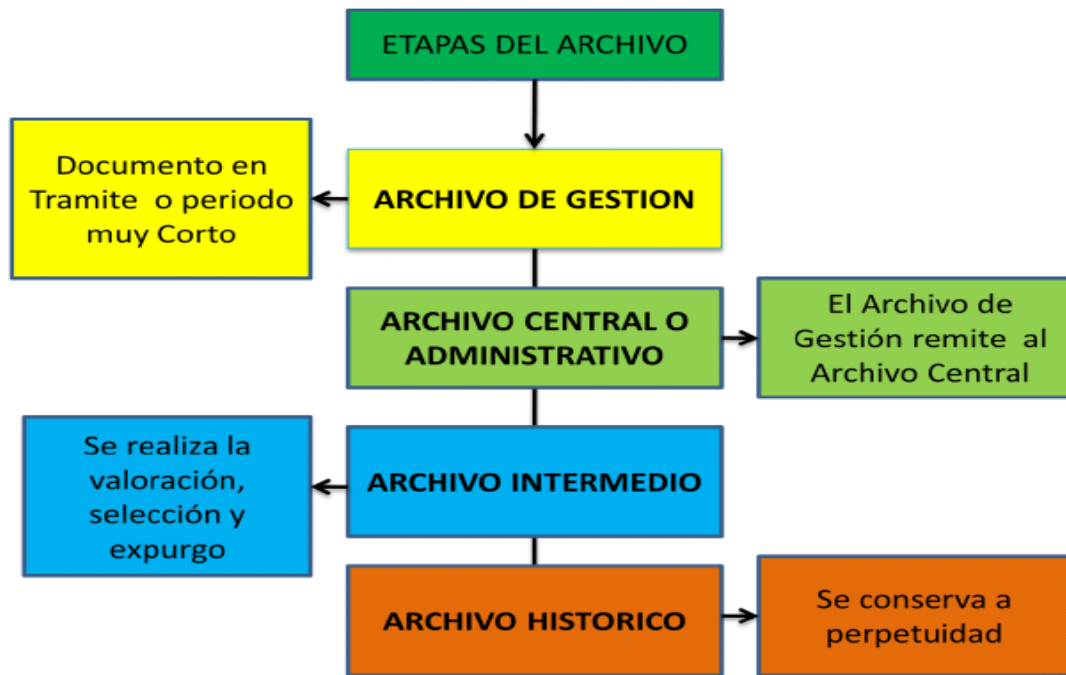 ETAPAS DEL ARCHIVO
Documento en
Tramite o periodo
muy Corto
ARCHIVO DE GESTION
ARCHIVO CENTRAL O
ADMINISTRATIVO
El Archivo de
Gestión remite al
Archivo Central
Se realiza la
valoración,
selección y
expurgo
ARCHIVO INTERMEDIO
ARCHIVO HISTORICO
Se conserva a
perpetuidad